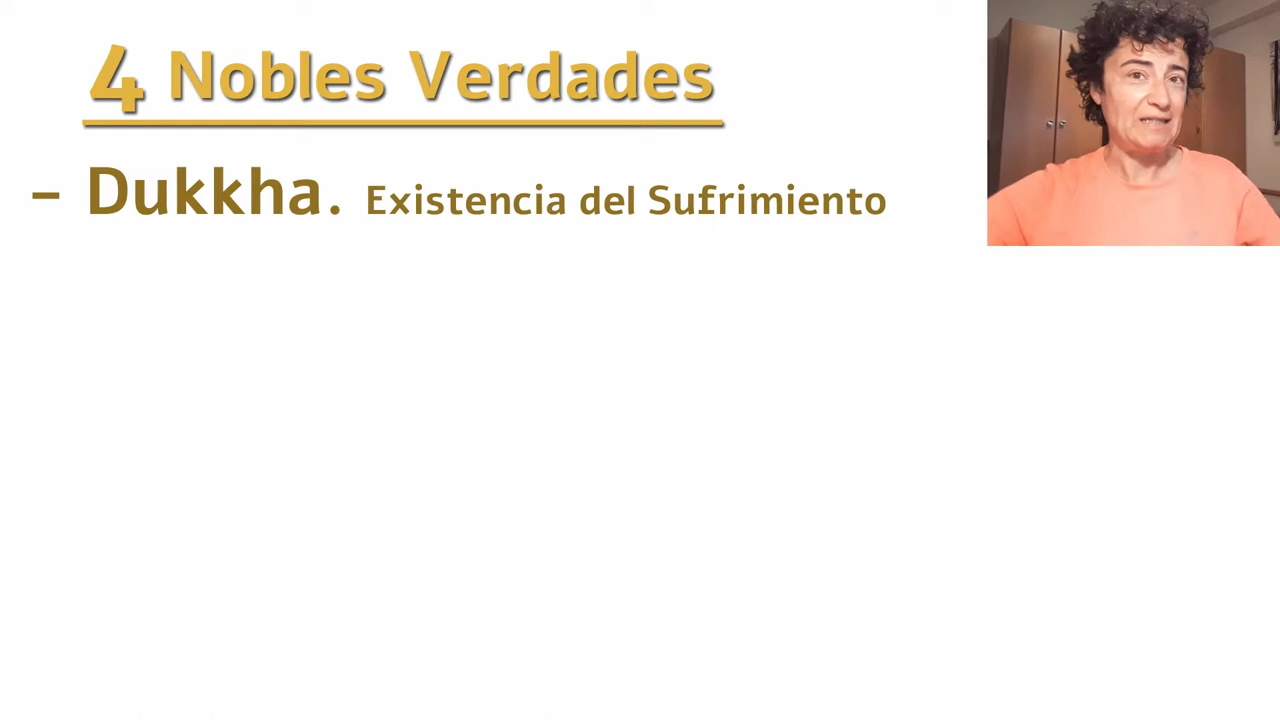 4 Nobles Verdades
- Dukkha. Existencia del Sufrimiento